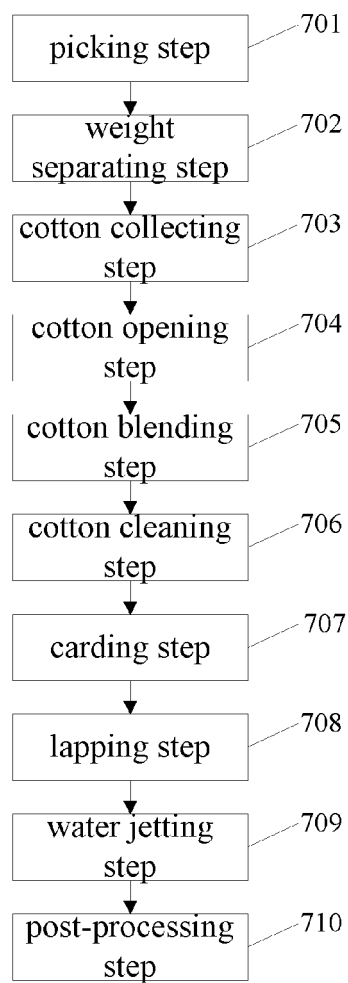 picking step
701
weight
separating step
702
cotton collecting
step
703
cotton opening
step
704
cotton blending
step
705
cotton cleaning
step
706
carding step
707
lapping step
708
water jetting
step
709
post-processing
step
710